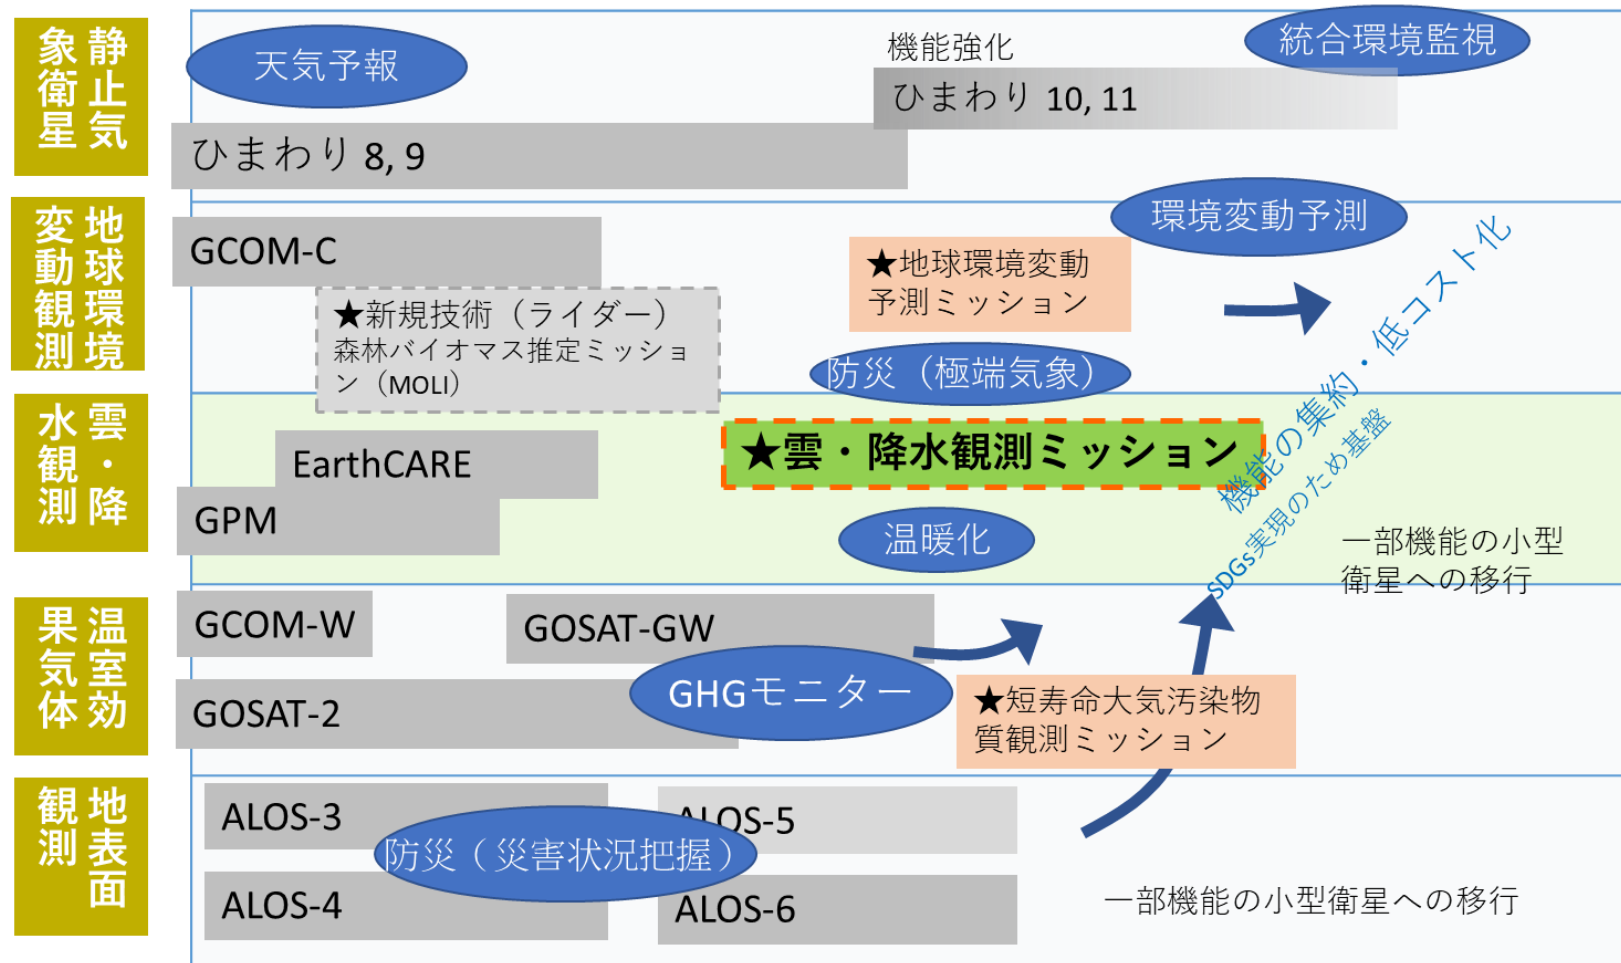 静止気
象衛星
天気予報
機能強化
統合環境監視
ひまわり 10, 11
ひまわり 8, 9
地球環境
変動観測
環境変動予測
GCOM-C
★地球環境変動
予測ミッション
★新規技術（ライダー）
森林バイオマス推定ミッショ
ン（MOLI）
防災（極端気象）
機能の集約・低コスト化
SDGs実現のため基盤
雲・降
水観測
★雲・降水観測ミッション
EarthCARE
GPM
温暖化
一部機能の小型
衛星への移行
温室効
果気体
GCOM-W
GOSAT-GW
GHGモニター
GOSAT-2
★短寿命大気汚染物
質観測ミッション
地表面
観測
ALOS-3
ALOS-5
防災（災害状況把握）
ALOS-4
ALOS-6
一部機能の小型衛星への移行